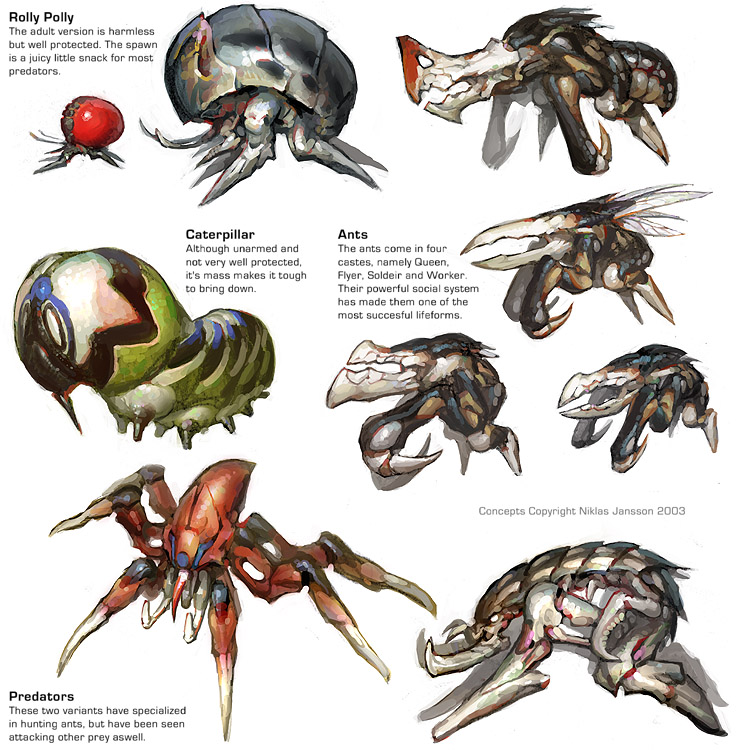 Rolly Polly
The adult version is harmless
but well protected. The spawn
is a juicy little snack for most
predators.
Caterpillar
Although unarmed and
not very well protected,
it's mass makes it tough
to bring down.
Ants
The ants come in four
castes, namely Queen,
Flyer, Soldeir and Worker.
Their powerful social system
has made them one of the
most succesful lifeforms.
Concepts Copyright Niklas Jansson 2003
Predators
These two variants have specialized
in hunting ants, but have been seen
attacking other prey aswell.